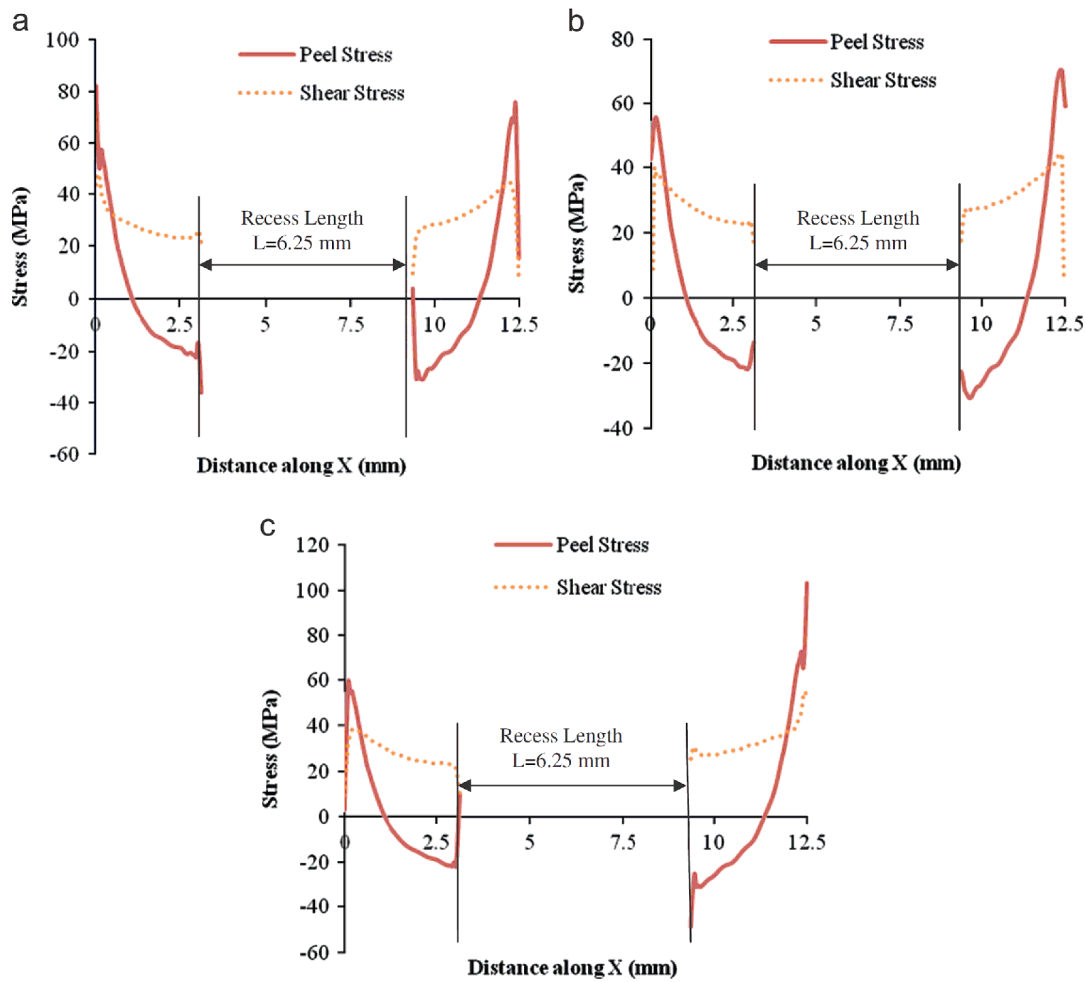 a
100
80
60
40
20
0
-20
-40
-60
Stress (MPa)
Peel Stress
Shear Stress
Recess Length
L=6.25 mm
0
2.5
5
7.5
10
12.5
Distance along X (mm)
b
80
60
40
20
0
-20
-40
Stress (MPa)
Peel Stress
Shear Stress
Recess Length
L=6.25 mm
0
2.5
5
7.5
10
12.5
Distance along X (mm)
c
120
100
80
60
40
20
0
-20
-40
-60
Stress (MPa)
Peel Stress
Shear Stress
Recess Length
L=6.25 mm
0
2.5
5
7.5
10
12.5
Distance along X (mm)